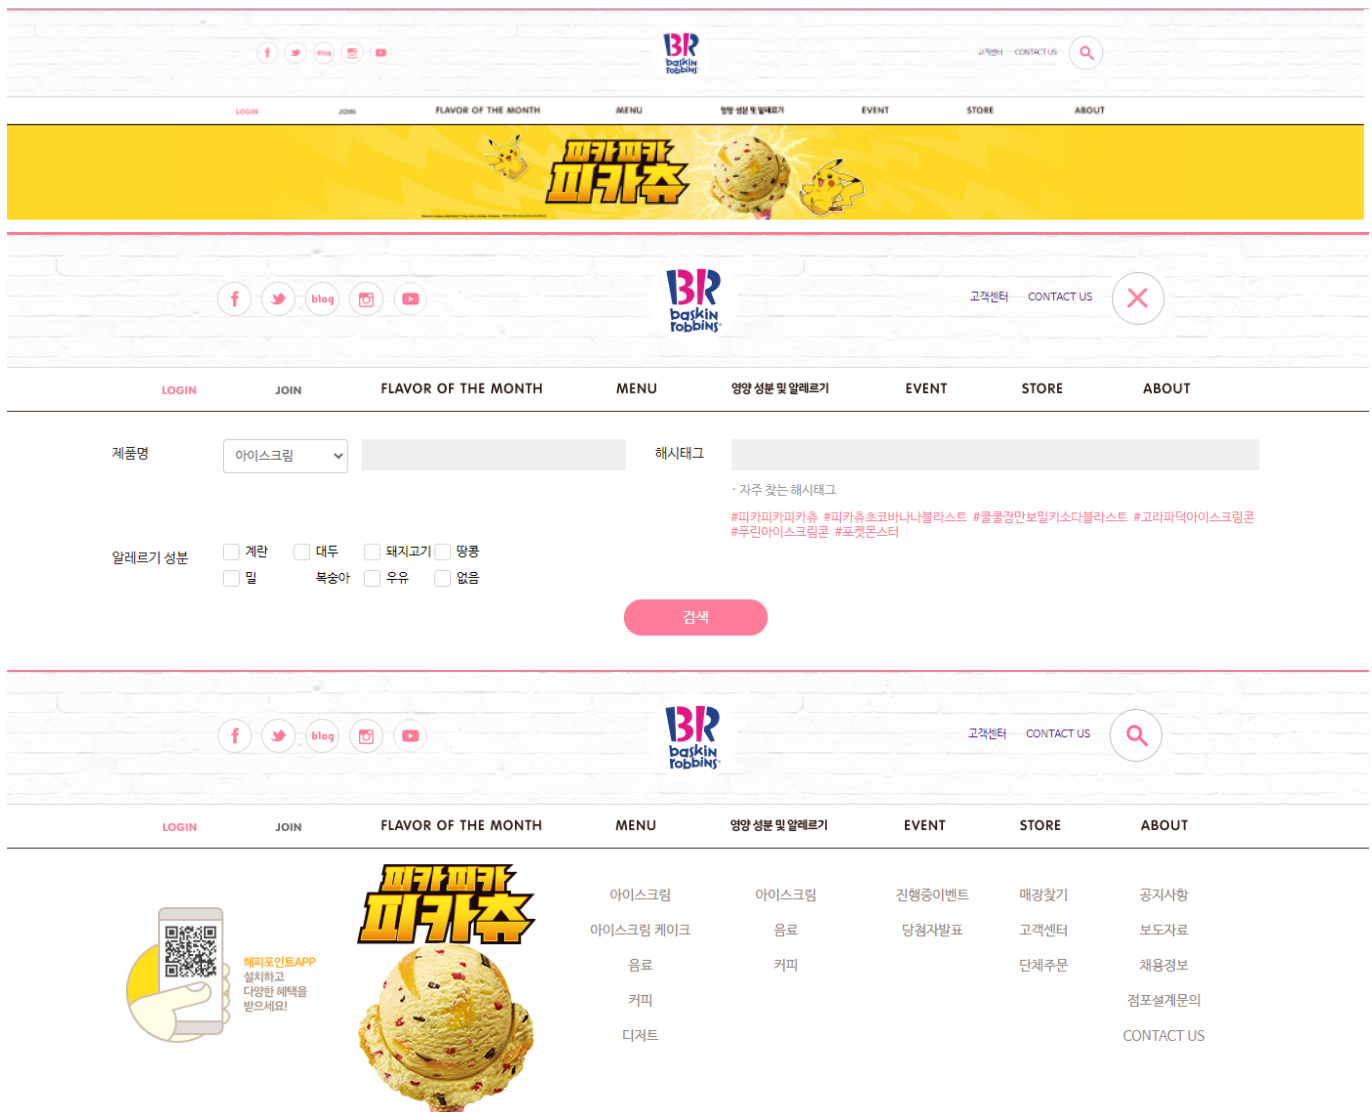 blog
BR
baskin
robbins
고객센터 CONTACT US
LOGIN JOIN FLAVOR OF THE MONTH MENU 영양 성분 및 알레르기 EVENT STORE ABOUT
피카피카
피카츄
blog
BR
baskin
robbins
고객센터 CONTACT US
LOGIN JOIN FLAVOR OF THE MONTH MENU 영양 성분 및 알레르기 EVENT STORE ABOUT
제품명 아이스크림 해시태그
- 자주 찾는 해시태그
#피카피카피카츄 #피카츄초코바나나블라스트 #쿨쿨잠만보밀키소다블라스트 #고라파덕아이스크림콘
#푸린아이스크림콘 #포켓몬스터
알레르기 성분 계란 대두 돼지고기 땅콩
밀 복숭아 우유 없음
검색
blog
BR
baskin
robbins
고객센터 CONTACT US
LOGIN JOIN FLAVOR OF THE MONTH MENU 영양 성분 및 알레르기 EVENT STORE ABOUT
해피포인트APP
설치하고
다양한 혜택을
받으세요!
피카피카
피카츄
아이스크림
아이스크림 케이크
음료
커피
디저트
아이스크림
음료
커피
진행중이벤트
당첨자발표
매장찾기
고객센터
단체주문
공지사항
보도자료
채용정보
점포설계문의
CONTACT US